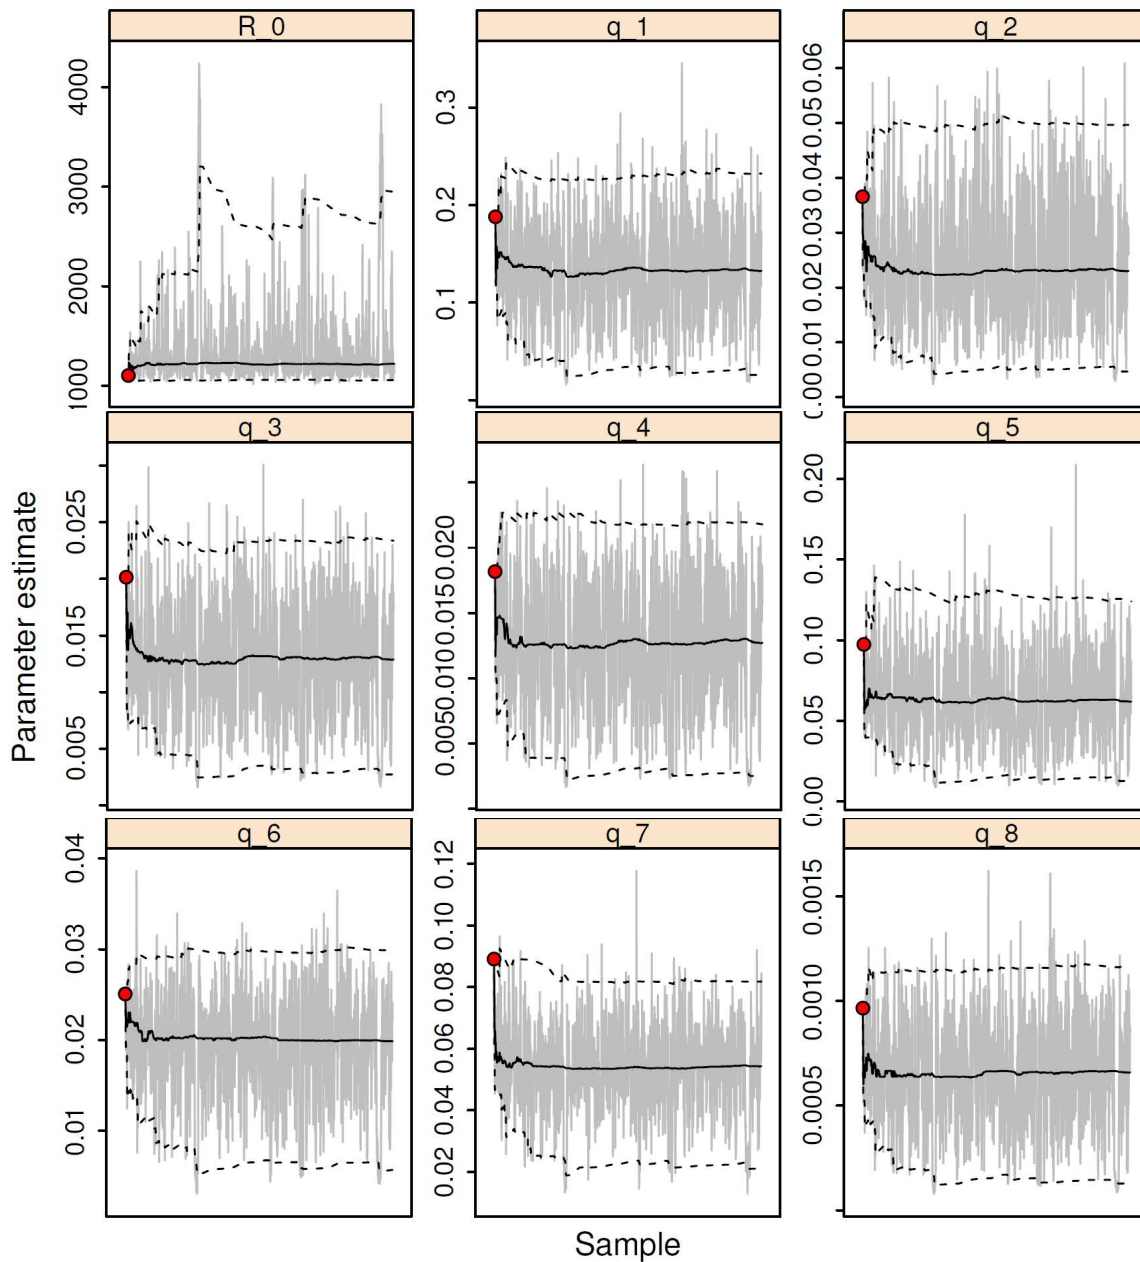 R_0 q_1 q_2
4000 3000 2000 1000
0.3 0.2 0.1
0.06 0.05 0.04 0.03 0.02 0.01 0.00
q_3 q_4 q_5
0.025 0.015 0.005
0.020 0.015 0.010 0.005
0.20 0.15 0.10 0.05 0.00
Parameter estimate
q_6 q_7 q_8
0.04 0.03 0.02 0.01
0.12 0.10 0.08 0.06 0.04 0.02
0.0015 0.0010 0.0005
Sample